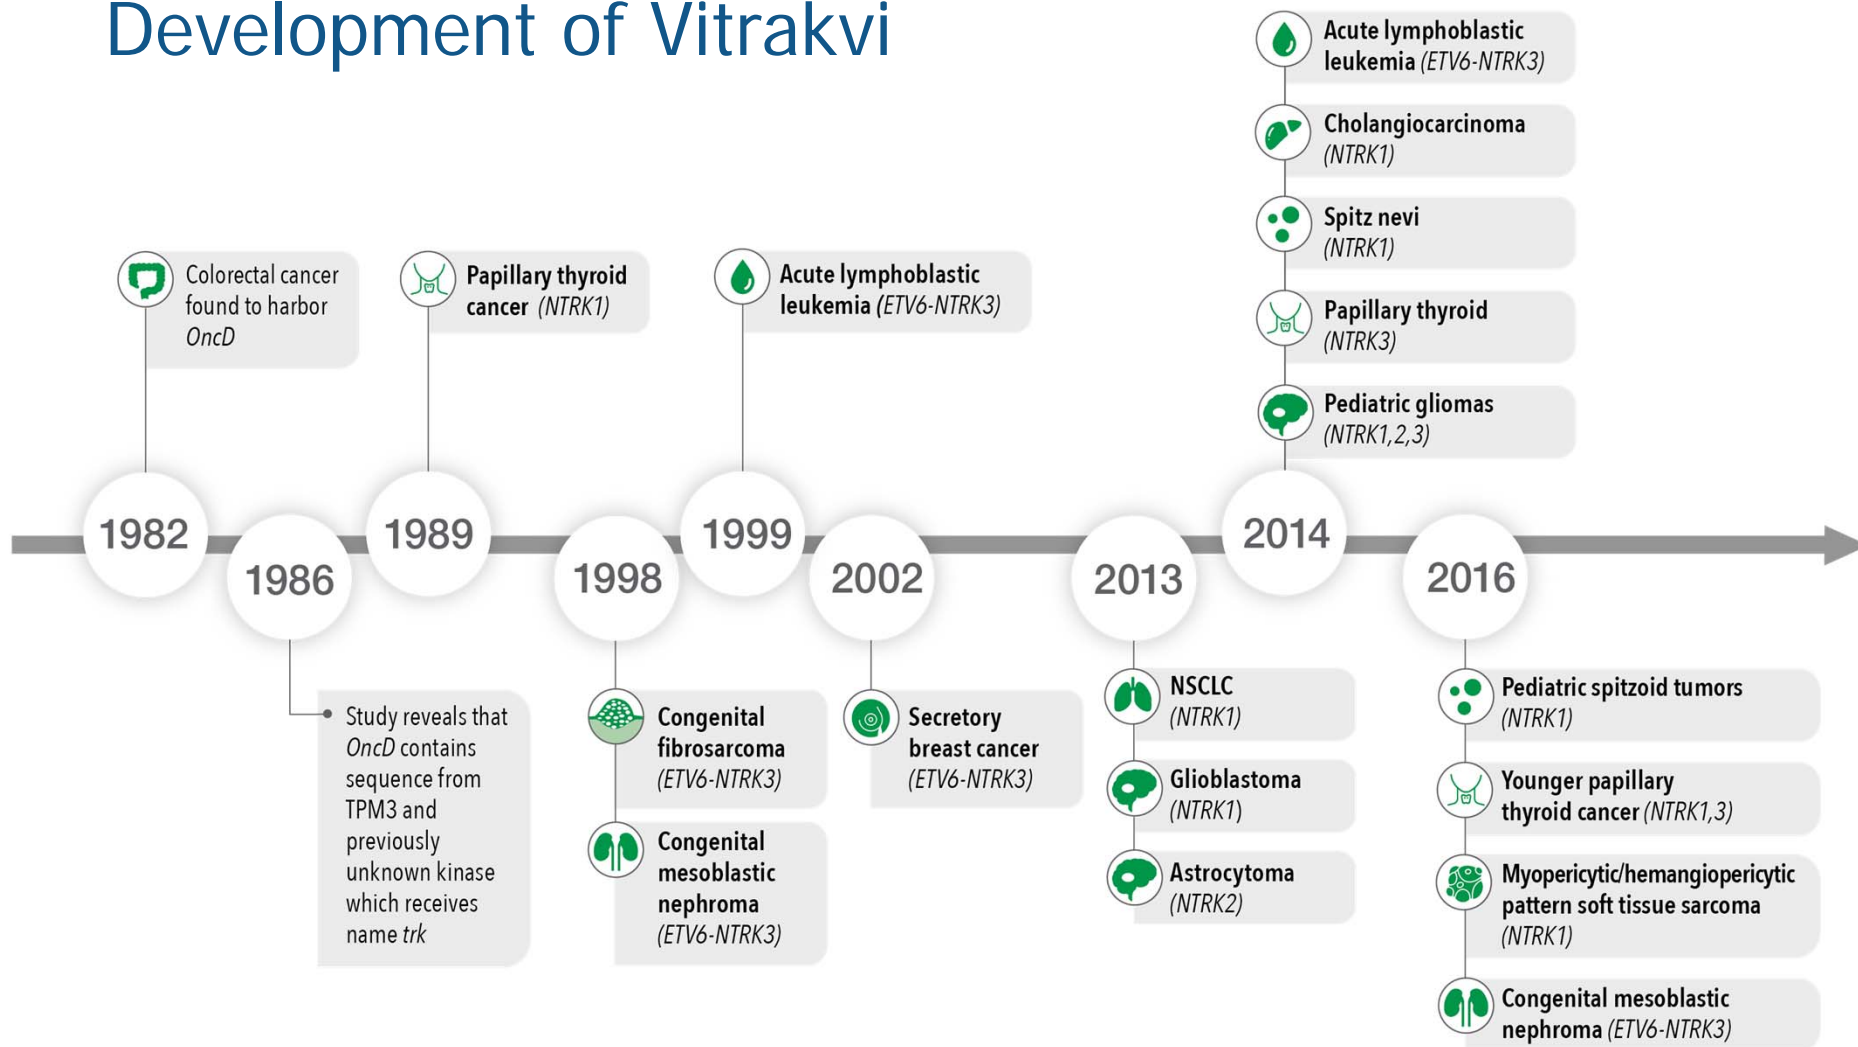 Development of Vitrakvi
Colorectal cancer
found to harbor
OncD
Papillary thyroid
cancer (NTRK1)
Acute lymphoblastic
leukemia (ETV6-NTRK3)
Acute lymphoblastic
leukemia (ETV6-NTRK3)
Cholangiocarcinoma
(NTRK1)
Spitz nevi
(NTRK1)
Papillary thyroid
(NTRK3)
Pediatric gliomas
(NTRK1,2,3)
1982
1986
1989
1998
1999
2002
2013
2014
2016
Study reveals that
OncD contains
sequence from
TPM3 and
previously
unknown kinase
which receives
name trk
Congenital
fibrosarcoma
(ETV6-NTRK3)
Congenital
mesoblastic
nephroma
(ETV6-NTRK3)
Secretory
breast cancer
(ETV6-NTRK3)
NSCLC
(NTRK1)
Glioblastoma
(NTRK1)
Astrocytoma
(NTRK2)
Pediatric spitzoid tumors
(NTRK1)
Younger papillary
thyroid cancer (NTRK1,3)
Myopericytic/hemangiopericytic
pattern soft tissue sarcoma
(NTRK1)
Congenital mesoblastic
nephroma (ETV6-NTRK3)